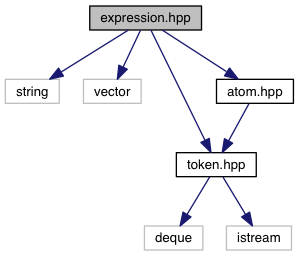 expression.hpp
string
vector
atom.hpp
token.hpp
deque
istream